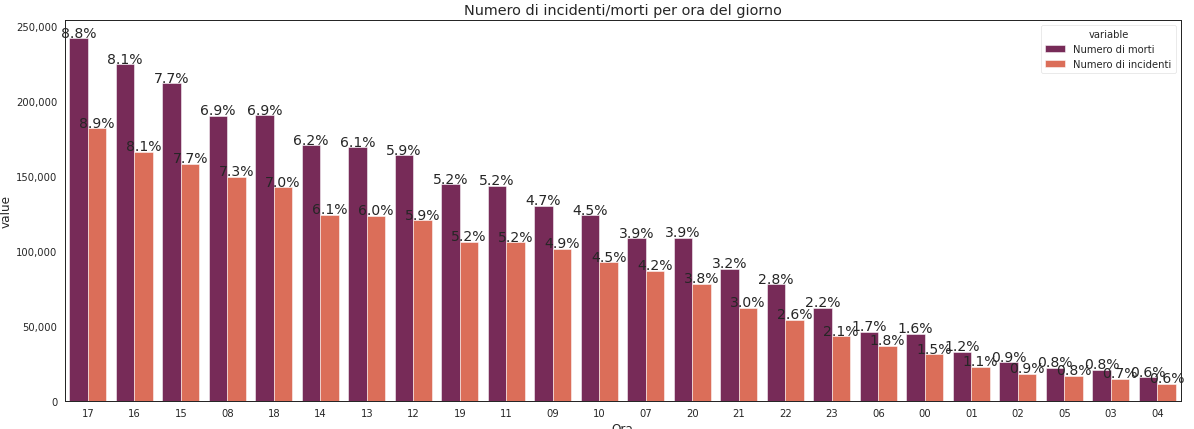 Numero di incidenti/morti per ora del giorno
variable
Numero di morti
Numero di incidenti
value
250,000
200,000
150,000
100,000
50,000
0
8.8% 8.9% 8.1% 8.1% 7.7% 7.7% 6.9% 7.3% 6.9% 7.0% 6.2% 6.1% 6.1% 6.0% 5.9% 5.9% 5.2% 5.2% 5.2% 5.2% 4.7% 4.9% 4.5% 4.5% 3.9% 4.2% 3.9% 3.8% 3.2% 3.0% 2.8% 2.6% 2.2% 2.1% 1.7% 1.8% 1.6% 1.5% 1.2% 1.1% 0.9% 0.9% 0.8% 0.8% 0.8% 0.7% 0.6% 0.6%
17 16 15 08 18 14 13 12 19 11 09 10 07 20 21 22 23 06 00 01 02 05 03 04
Ora